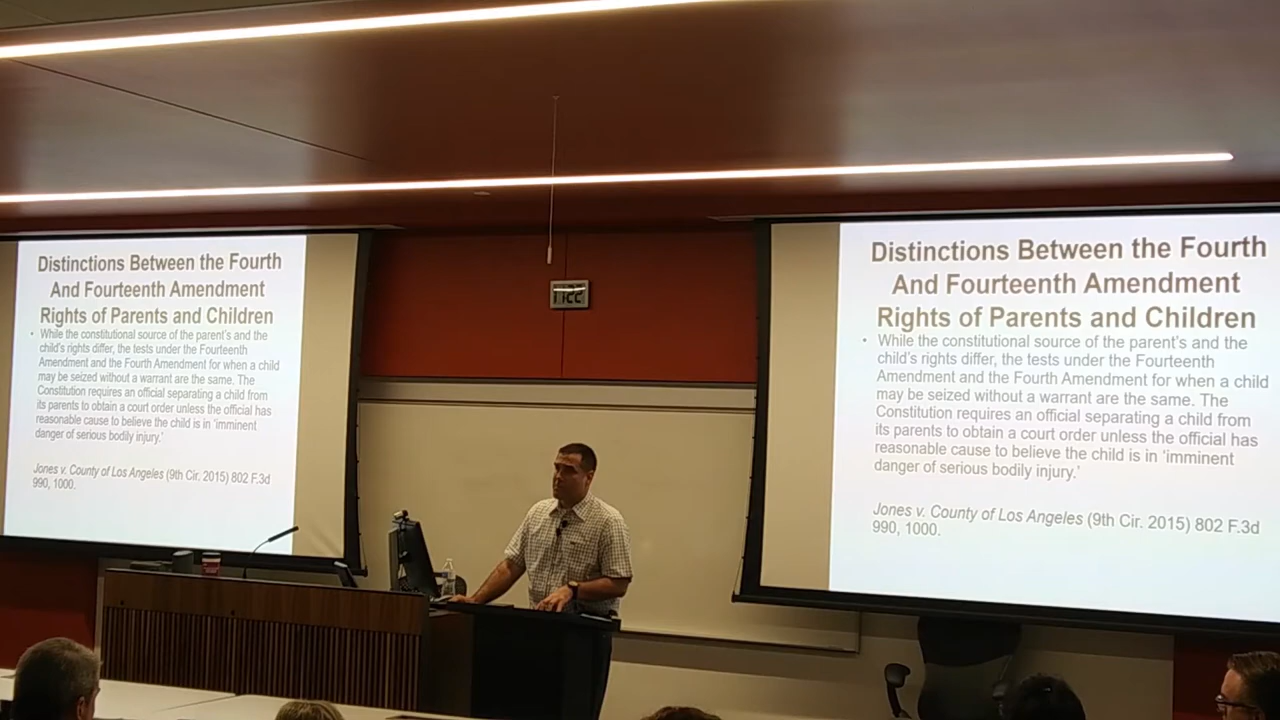 Distinctions Between the Fourth
And Fourteenth Amendment
Rights of Parents and Children
• While the constitutional source of the parent's and the
child's rights differ, the tests under the Fourteenth
Amendment and the Fourth Amendment for when a child
may be seized without a warrant are the same. The
Constitution requires an official separating a child from
its parents to obtain a court order unless the official has
reasonable cause to believe the child is in 'imminent
danger of serious bodily injury.'
Jones v. County of Los Angeles (9th Cir. 2015) 802 F.3d
990, 1000.
Distinctions Between the Fourth
And Fourteenth Amendment
Rights of Parents and Children
• While the constitutional source of the parent's and the
child's rights differ, the tests under the Fourteenth
Amendment and the Fourth Amendment for when a child
may be seized without a warrant are the same. The
Constitution requires an official separating a child from
its parents to obtain a court order unless the official has
reasonable cause to believe the child is in 'imminent
danger of serious bodily injury.'
Jones v. County of Los Angeles (9th Cir. 2015) 802 F.3d
990, 1000.